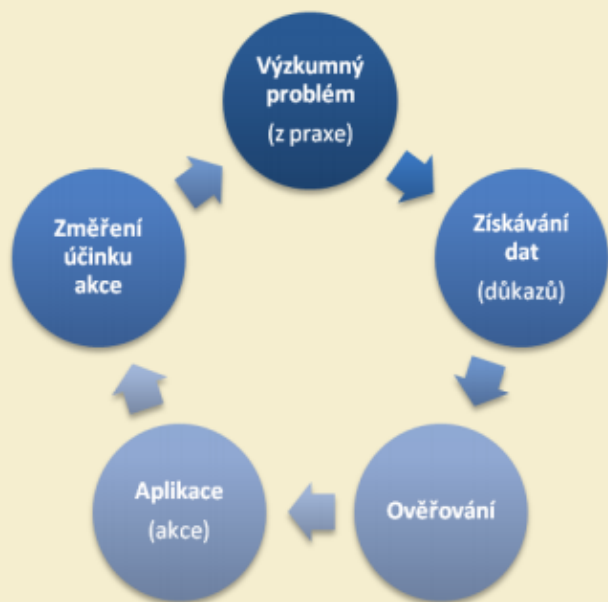 Výzkumný
problém
(z praxe)
Získávání
dat
(důkazů)
Ověřování
Aplikace
(akce)
Změření
účinku
akce